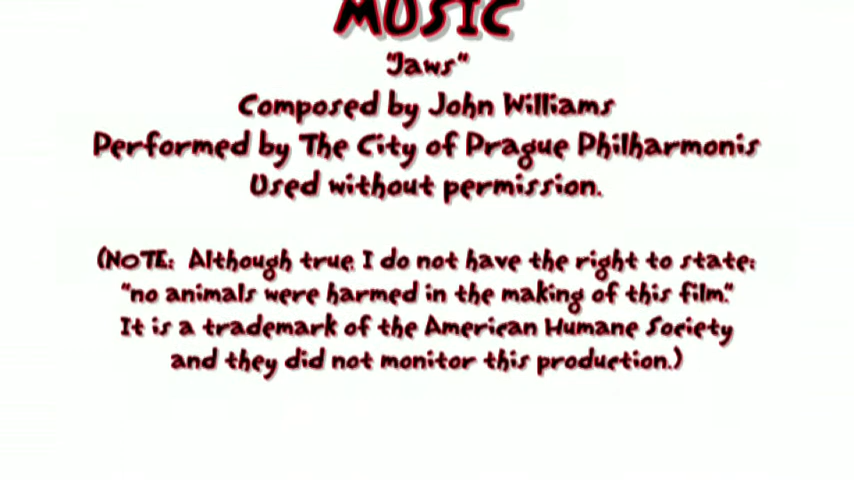 MUSIC
"Jaws"
Composed by John Williams
Performed by The City of Prague Philharmonis
Used without permission.
(NOTE: Although true, I do not have the right to state:
"no animals were harmed in the making of this film."
It is a trademark of the American Humane Society
and they did not monitor this production.)